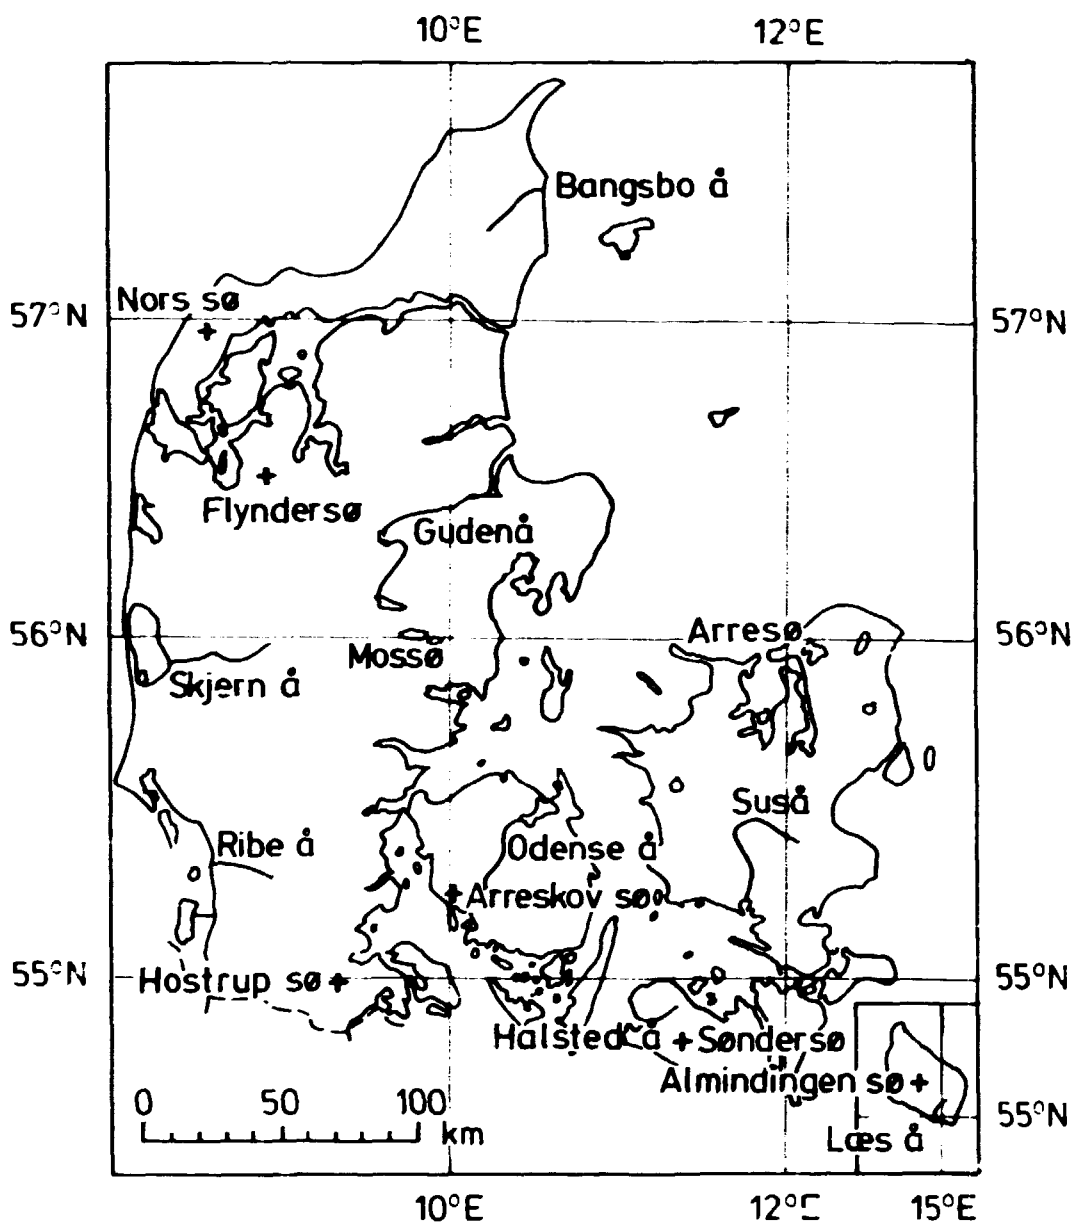 10°E 12°E
Bangsbo å
Nors sø
57°N 57°N
Flyndersø
Gudenå
56°N Arresø 56°N
Mossø
Skjern å
Suså
Ribe å Odense å
Arreskov sø
55°N Hostrup sø 55°N
Halsted å Søndersø
Almindingen sø
0 50 100
km
55°N
Læs å
10°E 12°E 15°E